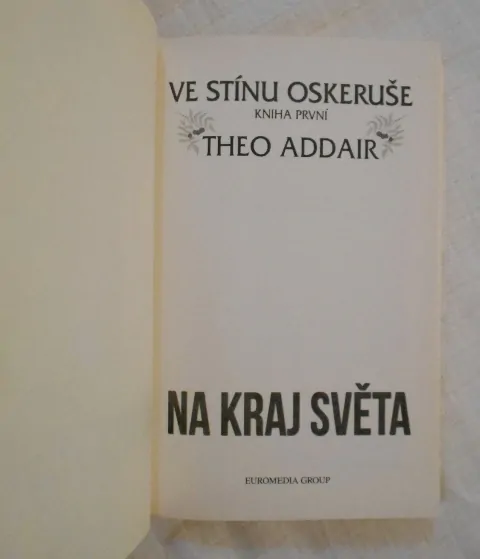 VE STÍNU OSKERUŠE
KNIHA PRVNÍ
THEO ADDAIR
NA KRAJ SVĚTA
EUROMEDIA GROUP